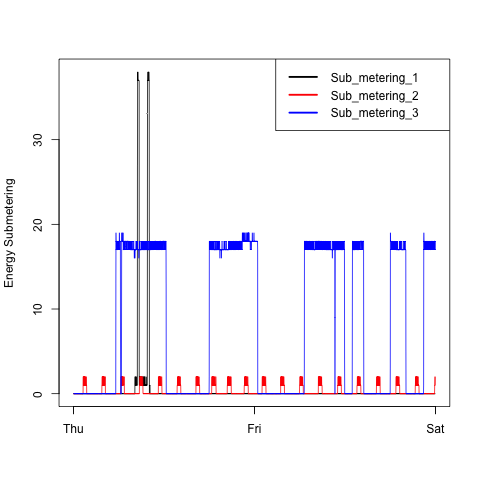 Sub_metering_1
Sub_metering_2
Sub_metering_3
Energy Submetering
30
20
10
0
Thu Fri Sat